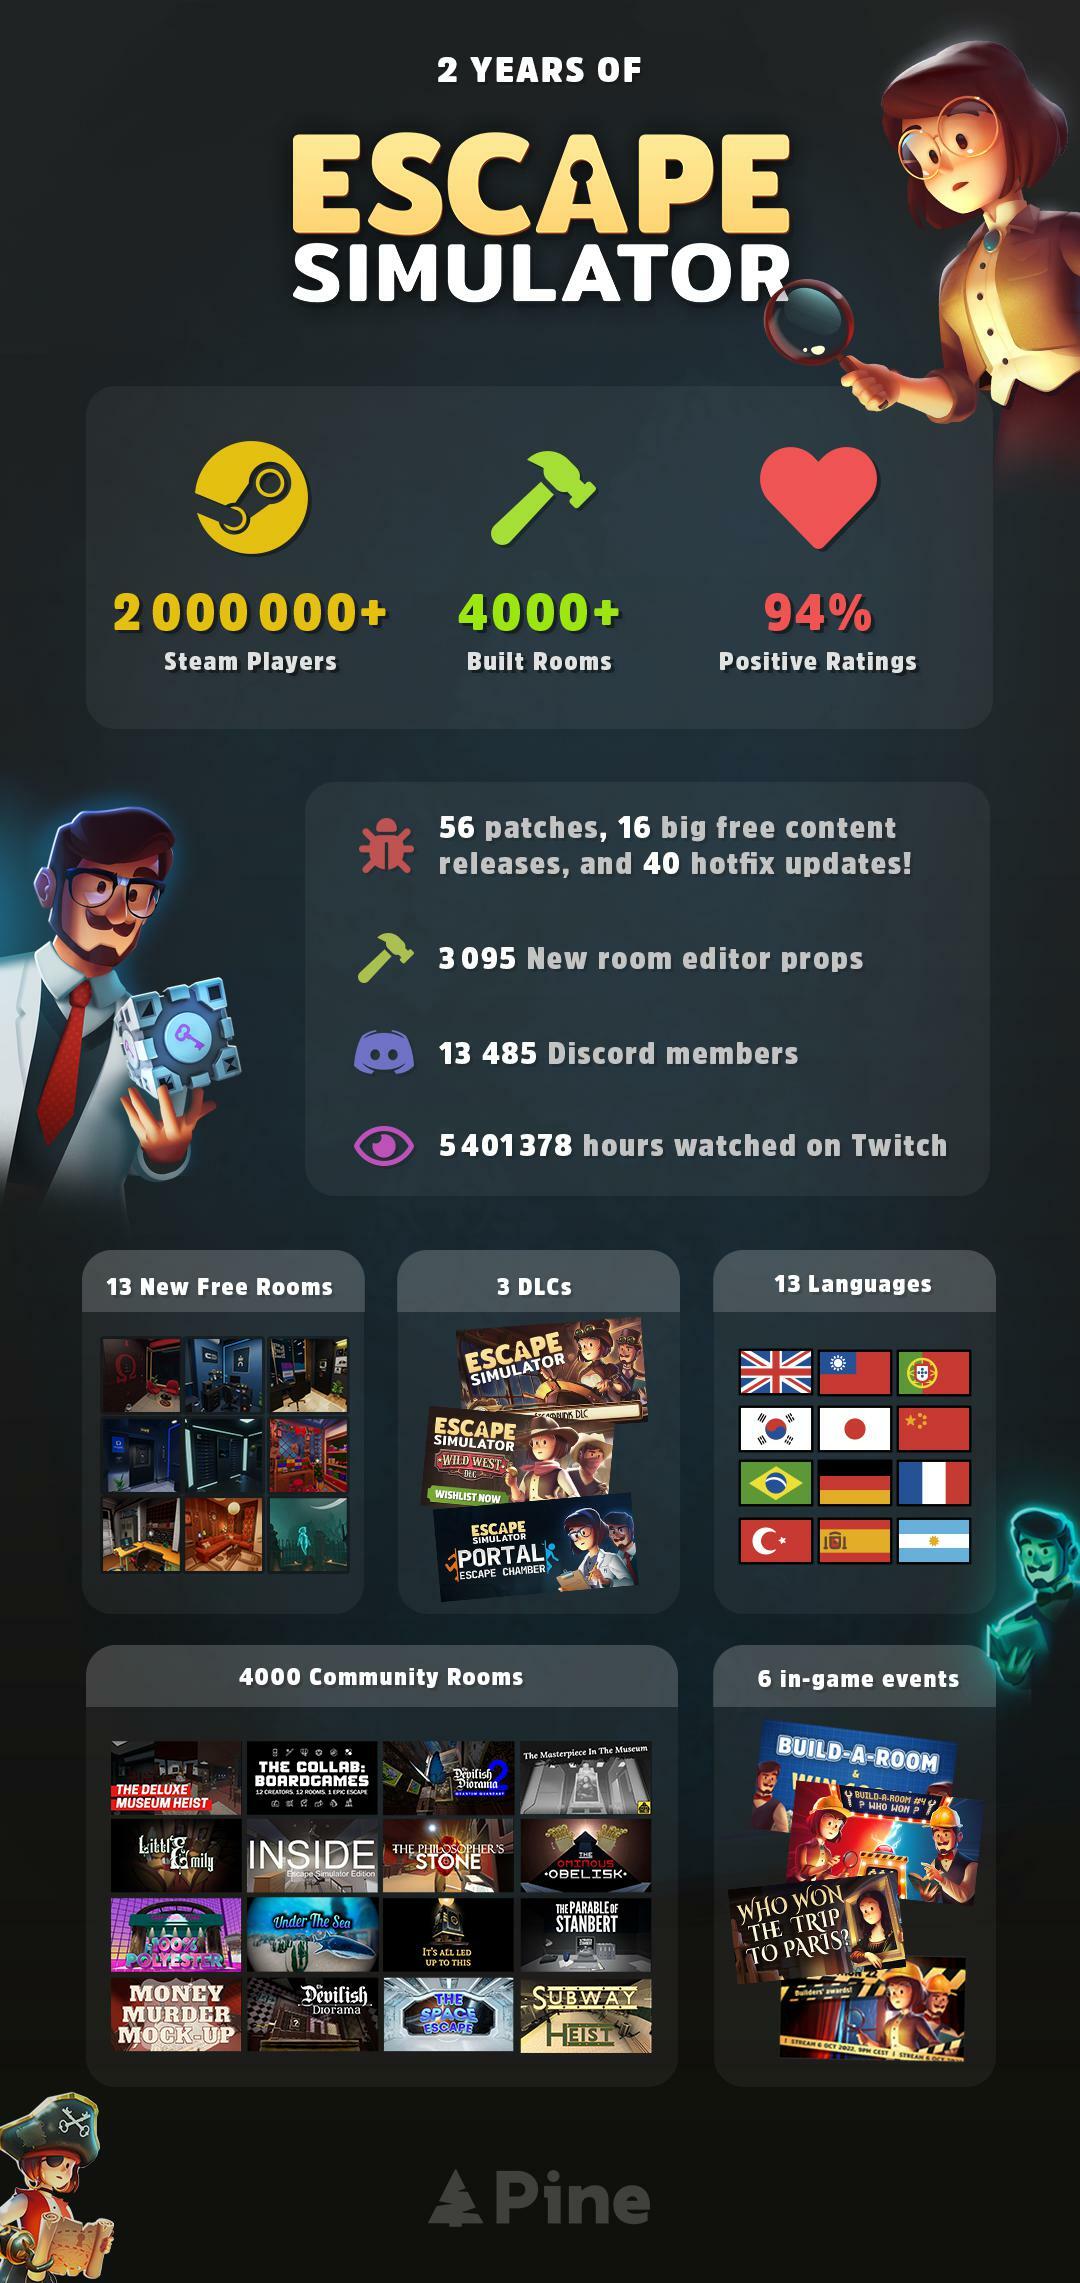 2 YEARS OF
ESCAPE
SIMULATOR
2 000 000+
Steam Players
4000+
Built Rooms
94%
Positive Ratings
56 patches, 16 big free content
releases, and 40 hotfix updates!
3 095 New room editor props
13 485 Discord members
5 401 378 hours watched on Twitch
13 New Free Rooms
3 DLCs
ESCAPE
SIMULATOR
ESCAPE
SIMULATOR
WILD WEST
DLC
WISHLIST NOW
ESCAPE
SIMULATOR
PORTAL
ESCAPE CHAMBER
13 Languages
4000 Community Rooms
THE DELUXE
MUSEUM HEIST
THE COLLAB:
BOARDGAMES
12 CREATORS. 12 ROOMS. 1 EPIC ESCAPE
Devilish
Diorama 2
The Masterpiece In The Museum
Little
Emily
INSIDE
Escape Simulator Edition
THE PHILOSOPHER'S
STONE
THE
OMINOUS
OBELISK
100%
POLYESTER
Under The Sea
IT'S ALL LED
UP TO THIS
THE PARABLE OF
STANBERT
MONEY
MURDER
MOCK-UP
The Devilish
Diorama
THE
SPACE
ESCAPE
SUBWAY
HEIST
6 in-game events
BUILD-A-ROOM
&
BUILD-A-ROOM #4
? WHO WON ?
WHO WON
THE TRIP
TO PARIS?
Builders' awards!
STREAM 6 OCT 2022, 9PM CEST
Pine